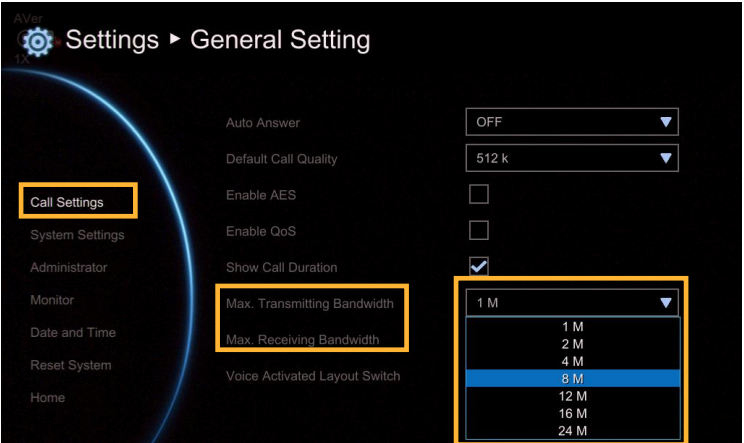 AVer
Settings ► General Setting
1X
Auto Answer
OFF
Default Call Quality
512 k
Enable AES
Call Settings
Enable QoS
System Settings
Show Call Duration
Administrator
Max. Transmitting Bandwidth
1 M
Monitor
1 M
Date and Time
Max. Receiving Bandwidth
2 M
4 M
Reset System
Voice Activated Layout Switch
8 M
Home
12 M
16 M
24 M